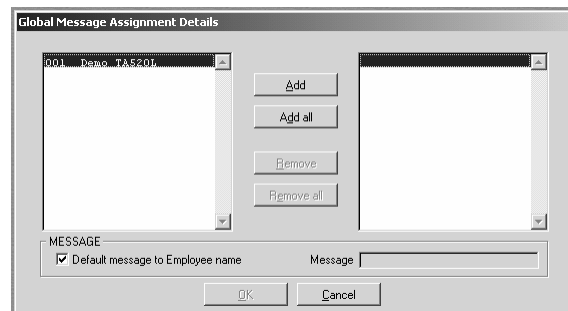 Global Message Assignment Details
001 Demo TA520L
Add
Add all
Remove
Remove all
MESSAGE
Default message to Employee name
Message
OK
Cancel